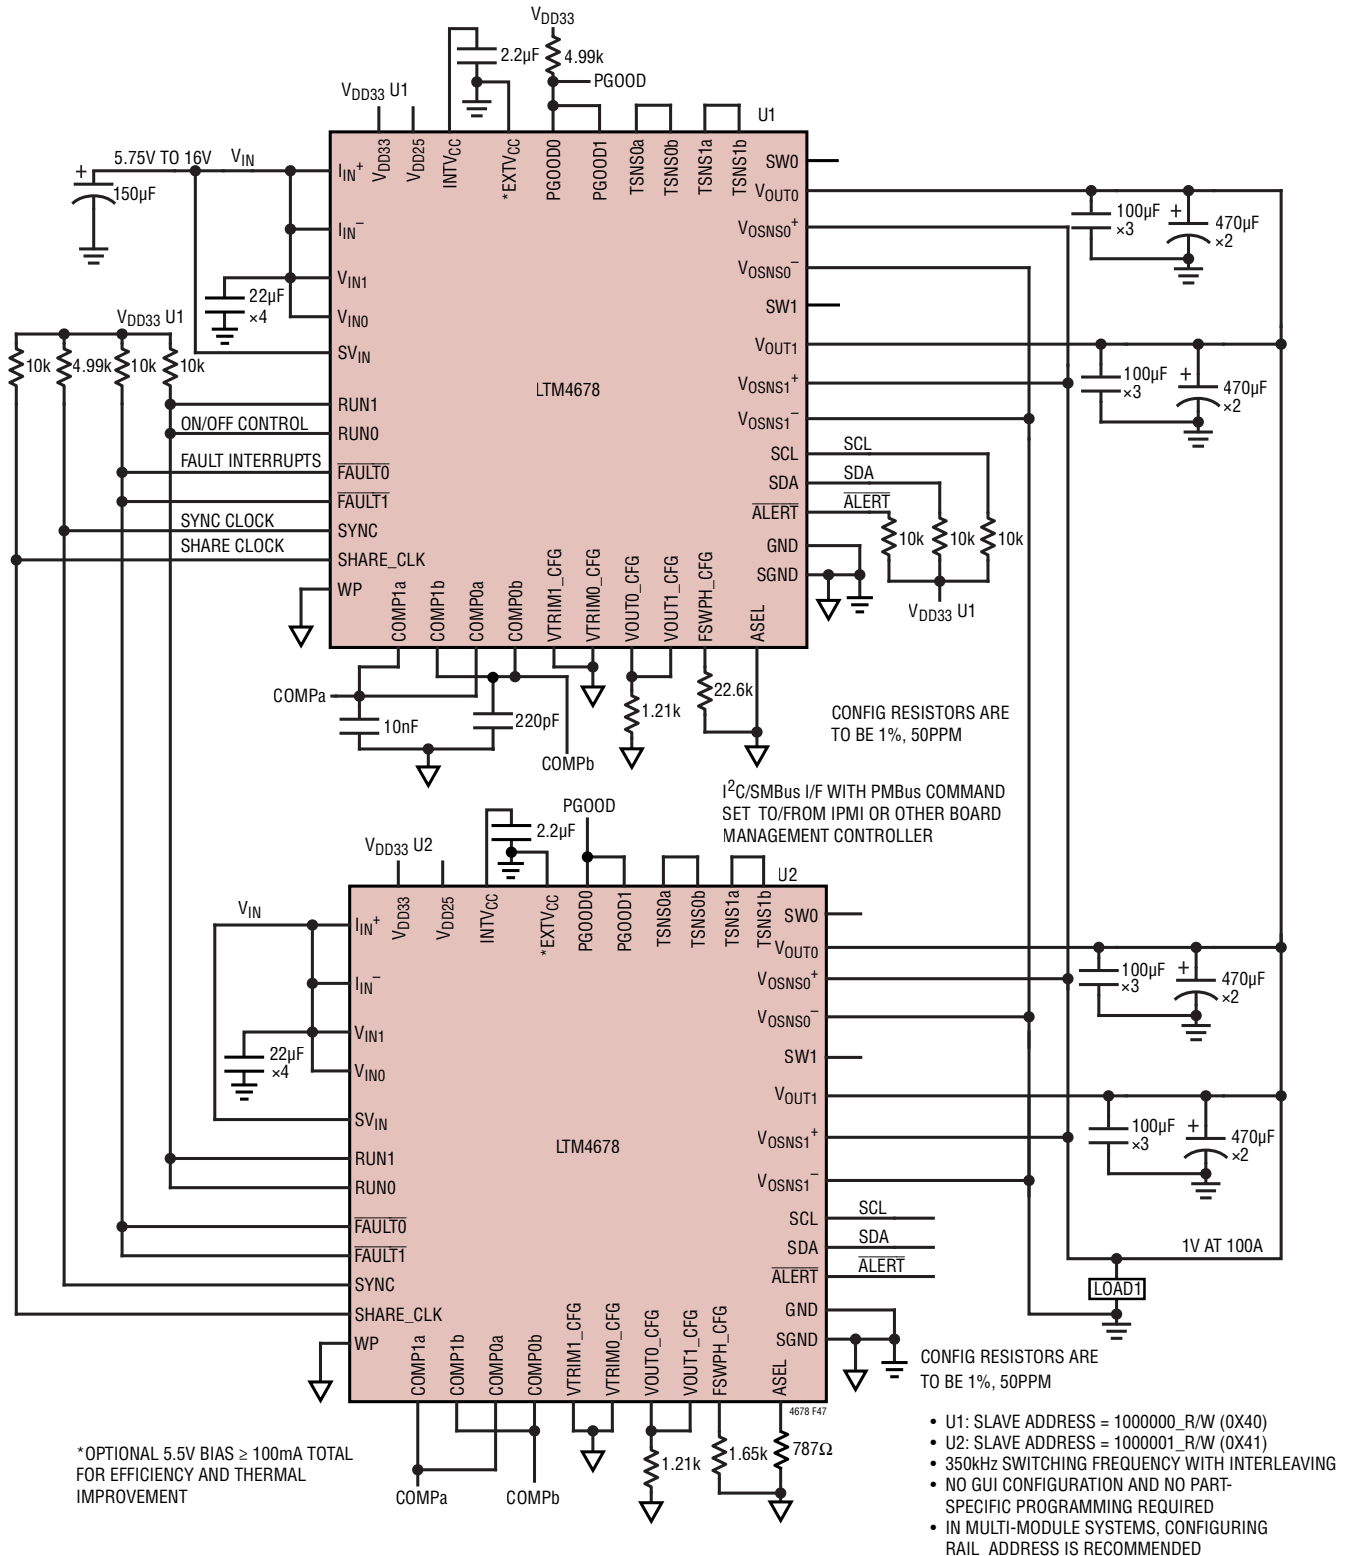 VDD33
2.2µF
4.99k
PGOOD
VDD33 U1
U1
VDD33
VDD25
INTVCC
*EXTVCC
PGOOD0
PGOOD1
TSNS0a
TSNS0b
TSNS1a
TSNS1b
5.75V TO 16V
VIN
+
150µF
22µF
×4
IIN+
IIN–
VIN1
VIN0
SVIN
RUN1
RUN0
FAULT0
FAULT1
SYNC
SHARE_CLK
WP
VDD33 U1
10k
4.99k
10k
10k
ON/OFF CONTROL
FAULT INTERRUPTS
SYNC CLOCK
SHARE CLOCK
LTM4678
SW0
VOUT0
VOSNS0+
VOSNS0–
SW1
VOUT1
VOSNS1+
VOSNS1–
SCL
SDA
ALERT
GND
SGND
SCL
SDA
ALERT
10k
10k
10k
VDD33 U1
100µF
×3
+
470µF
×2
100µF
×3
+
470µF
×2
COMP1a
COMP1b
COMP0a
COMP0b
VTRIM1_CFG
VTRIM0_CFG
VOUT0_CFG
VOUT1_CFG
FSWPH_CFG
ASEL
COMPa
10nF
220pF
COMPb
1.21k
22.6k
CONFIG RESISTORS ARE
TO BE 1%, 50PPM
I2C/SMBus I/F WITH PMBus COMMAND
SET TO/FROM IPMI OR OTHER BOARD
MANAGEMENT CONTROLLER
PGOOD
2.2µF
VDD33 U2
U2
VDD33
VDD25
INTVCC
*EXTVCC
PGOOD0
PGOOD1
TSNS0a
TSNS0b
TSNS1a
TSNS1b
VIN
22µF
×4
IIN+
IIN–
VIN1
VIN0
SVIN
RUN1
RUN0
FAULT0
FAULT1
SYNC
SHARE_CLK
WP
LTM4678
SW0
VOUT0
VOSNS0+
VOSNS0–
SW1
VOUT1
VOSNS1+
VOSNS1–
SCL
SDA
ALERT
GND
SGND
SCL
SDA
ALERT
100µF
×3
+
470µF
×2
100µF
×3
+
470µF
×2
1V AT 100A
LOAD1
COMP1a
COMP1b
COMP0a
COMP0b
VTRIM1_CFG
VTRIM0_CFG
VOUT0_CFG
VOUT1_CFG
FSWPH_CFG
ASEL
4678 F47
COMPa
COMPb
1.21k
1.65k
787Ω
CONFIG RESISTORS ARE
TO BE 1%, 50PPM
*OPTIONAL 5.5V BIAS ≥ 100mA TOTAL
FOR EFFICIENCY AND THERMAL
IMPROVEMENT
• U1: SLAVE ADDRESS = 1000000_R/W (0X40)
• U2: SLAVE ADDRESS = 1000001_R/W (0X41)
• 350kHz SWITCHING FREQUENCY WITH INTERLEAVING
• NO GUI CONFIGURATION AND NO PART-
SPECIFIC PROGRAMMING REQUIRED
• IN MULTI-MODULE SYSTEMS, CONFIGURING
RAIL ADDRESS IS RECOMMENDED